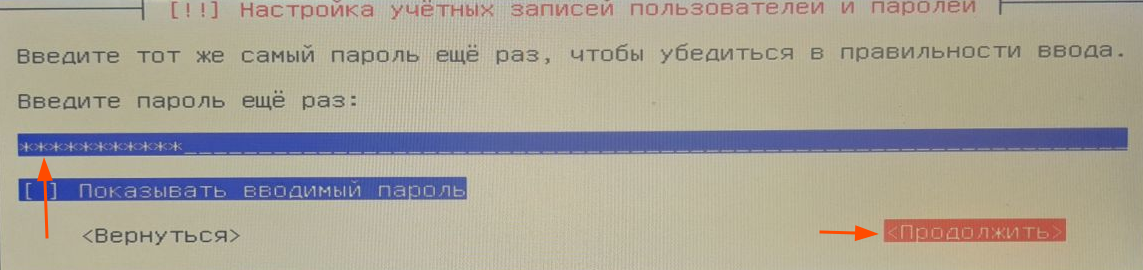 [!!] Настройка учётных записей пользователей и паролей
Введите тот же самый пароль ещё раз, чтобы убедиться в правильности ввода.
Введите пароль ещё раз:
***********
[ ] Показывать вводимый пароль
<Вернуться> <Продолжить>